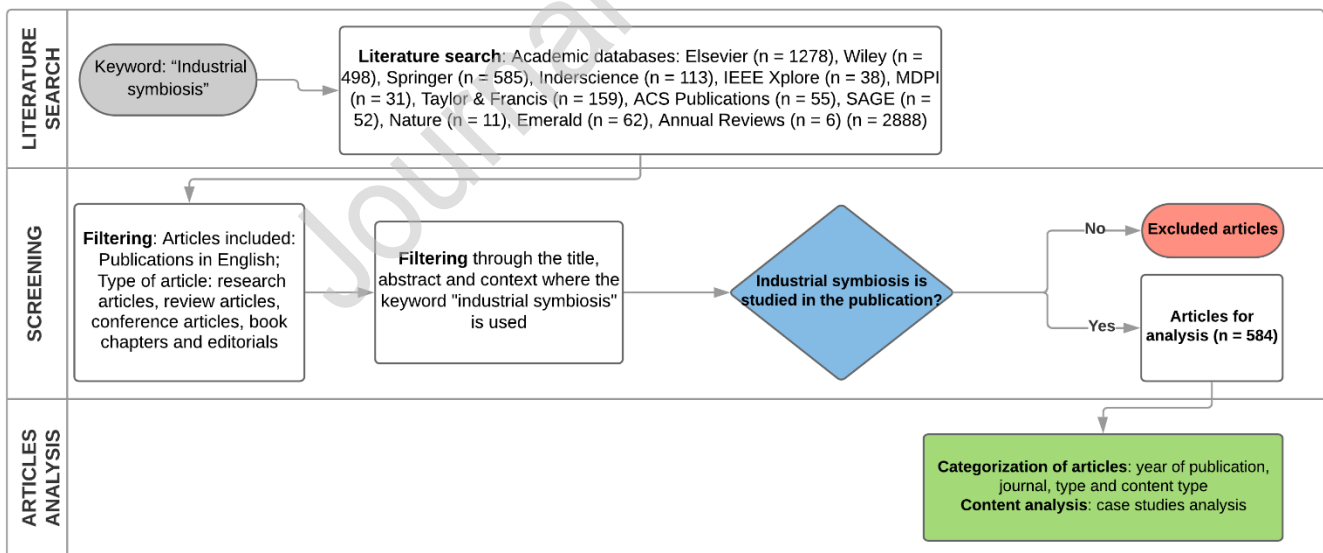 LITERATURE
SEARCH
Keyword: “Industrial
symbiosis”
Literature search: Academic databases: Elsevier (n = 1278), Wiley (n =
498), Springer (n = 585), Inderscience (n = 113), IEEE Xplore (n = 38), MDPI
(n = 31), Taylor & Francis (n = 159), ACS Publications (n = 55), SAGE (n =
52), Nature (n = 11), Emerald (n = 62), Annual Reviews (n = 6) (n = 2888)
Journal
SCREENING
Filtering: Articles included:
Publications in English;
Type of article: research
articles, review articles,
conference articles, book
chapters and editorials
Filtering through the title,
abstract and context where the
keyword "industrial symbiosis"
is used
Industrial symbiosis is
studied in the publication?
No
Excluded articles
Yes
Articles for
analysis (n = 584)
ARTICLES
ANALYSIS
Categorization of articles: year of publication,
journal, type and content type
Content analysis: case studies analysis